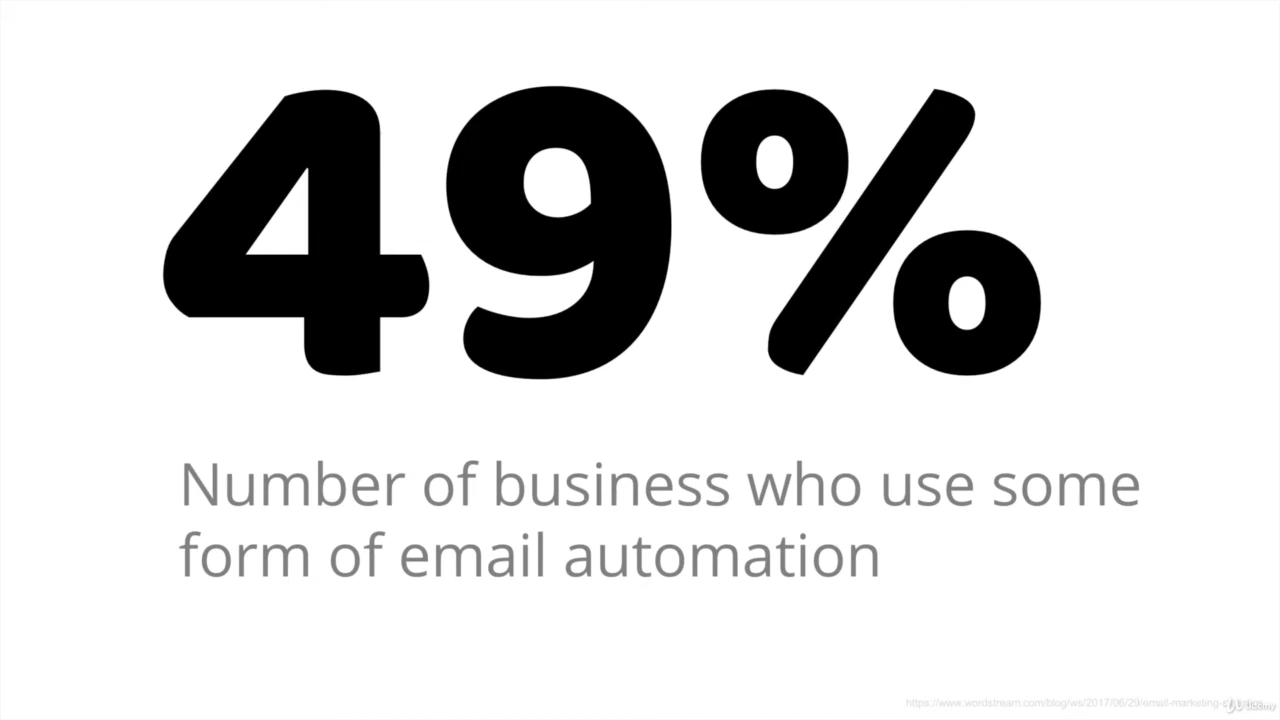 49%
Number of business who use some
form of email automation
https://www.wordstream.com/blog/ws/2017/06/29/email-marketing-s
Udemy